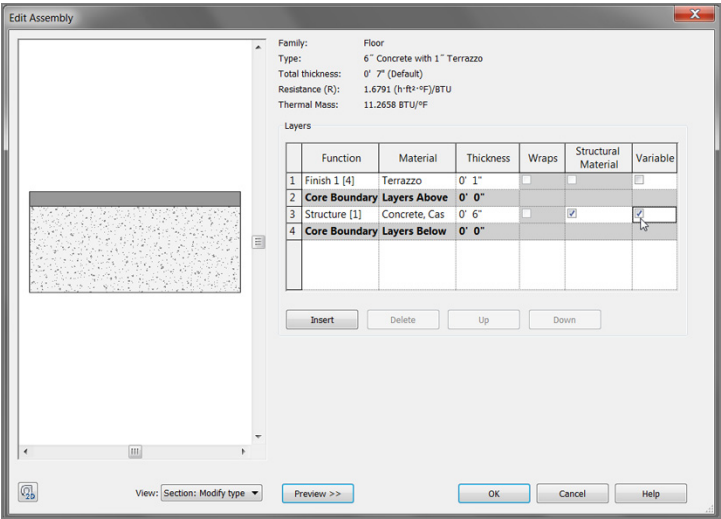 Edit Assembly
Family: Floor
Type: 6" Concrete with 1" Terrazzo
Total thickness: 0' 7" (Default)
Resistance (R): 1.6791 (h·ft²·°F)/BTU
Thermal Mass: 11.2658 BTU/°F
Layers
Function Material Thickness Wraps Structural Material Variable
1 Finish 1 [4] Terrazzo 0' 1"
2 Core Boundary Layers Above 0' 0"
3 Structure [1] Concrete, Cas 0' 6"
4 Core Boundary Layers Below 0' 0"
Insert Delete Up Down
View: Section: Modify type Preview >> OK Cancel Help